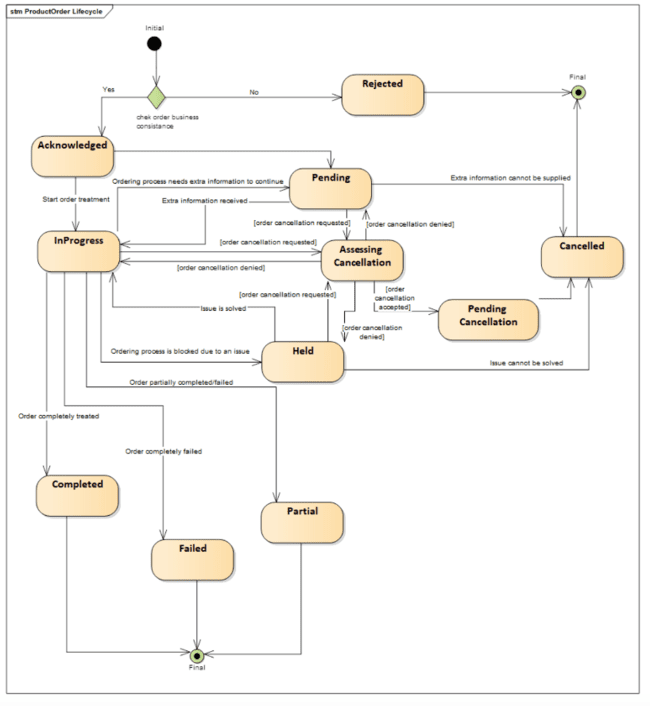 stm ProductOrder Lifecycle
Initial
Final
Yes
No
Rejected
chek order business
consistance
Acknowledged
Pending
Ordering process needs extra information to continue
Extra information cannot be supplied
Start order treatment
Extra information received
[order cancellation requested]
[order cancellation denied]
InProgress
[order cancellation requested]
Assessing
Cancellation
Cancelled
[order cancellation denied]
[order cancellation requested]
[order
cancellation
accepted]
Pending
Cancellation
Issue is solved
[order cancellation
denied]
Held
Ordering process is blocked due to an issue
Issue cannot be solved
Order partially completed/failed
Order completely treated
Order completely failed
Completed
Partial
Failed
Final